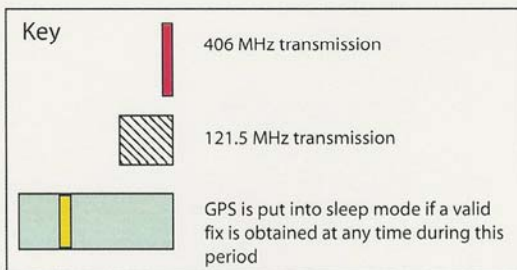 Key
406 MHz transmission
121.5 MHz transmission
GPS is put into sleep mode if a valid
fix is obtained at any time during this
period